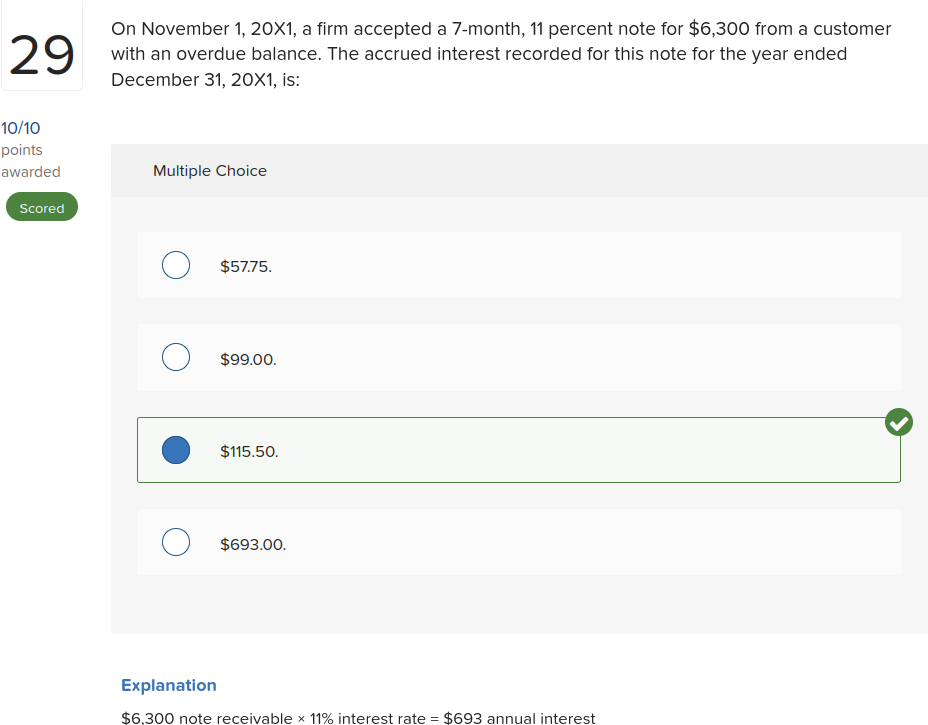 29
10/10
points
awarded
Scored
On November 1, 20X1, a firm accepted a 7-month, 11 percent note for $6,300 from a customer
with an overdue balance. The accrued interest recorded for this note for the year ended
December 31, 20X1, is:
Multiple Choice
$57.75.
$99.00.
$115.50.
$693.00.
Explanation
$6,300 note receivable × 11% interest rate = $693 annual interest